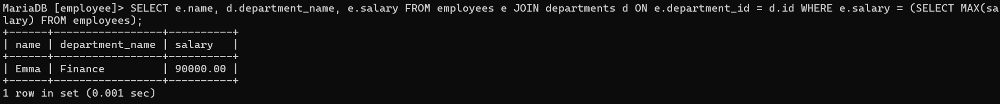 MariaDB [employee]> SELECT e.name, d.department_name, e.salary FROM employees e JOIN departments d ON e.department_id = d.id WHERE e.salary = (SELECT MAX(sa
lary) FROM employees);
+------+-----------------+----------+
| name | department_name | salary   |
+------+-----------------+----------+
| Emma | Finance         | 90000.00 |
+------+-----------------+----------+
1 row in set (0.001 sec)